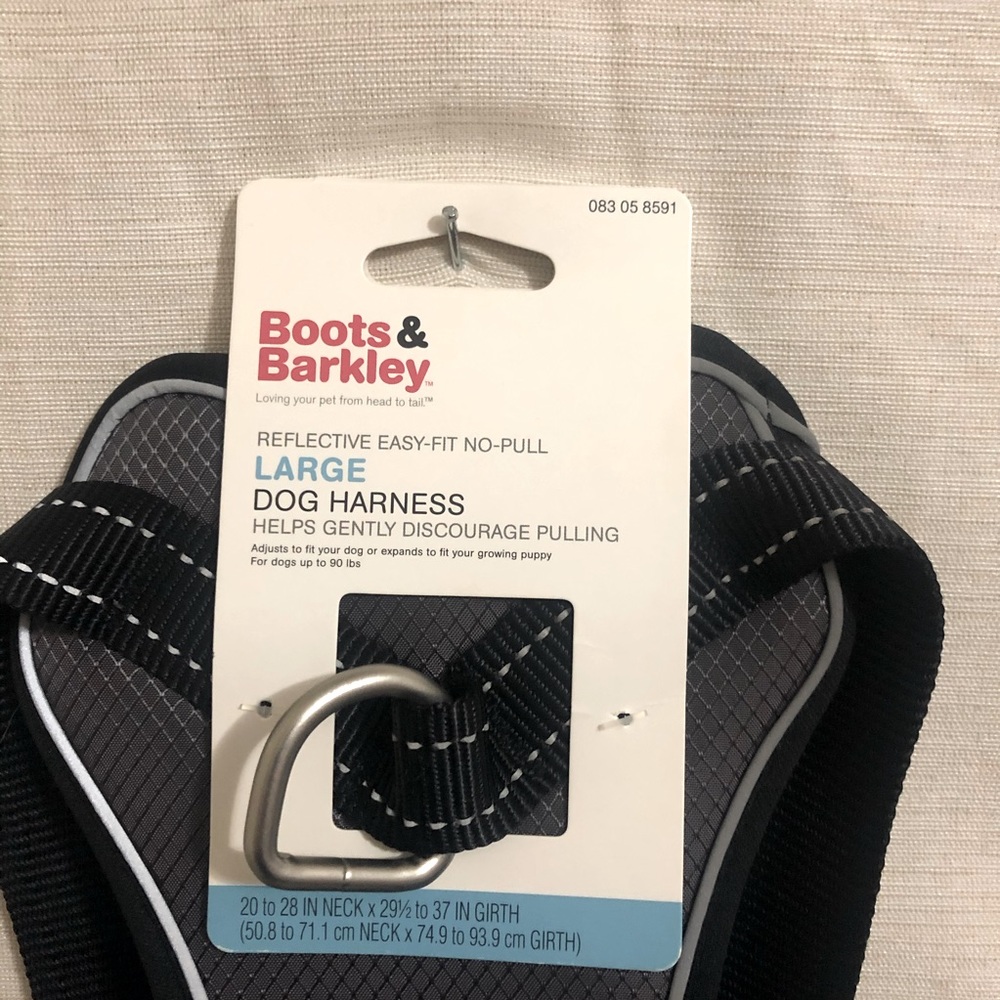 083 05 8591
Boots &
Barkley™
Loving your pet from head to tail.™
REFLECTIVE EASY-FIT NO-PULL
LARGE
DOG HARNESS
HELPS GENTLY DISCOURAGE PULLING
Adjusts to fit your dog or expands to fit your growing puppy
For dogs up to 90 lbs
20 to 28 IN NECK x 29½ to 37 IN GIRTH
(50.8 to 71.1 cm NECK x 74.9 to 93.9 cm GIRTH)